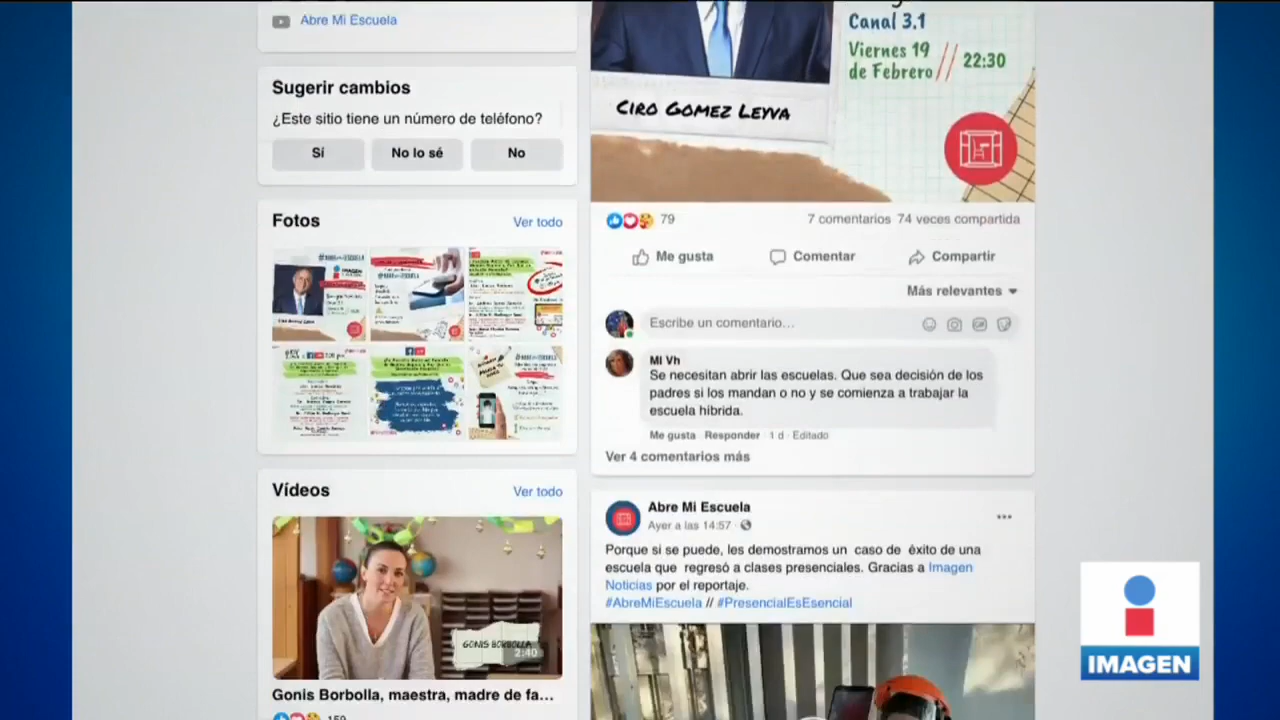 Abre Mi Escuela
Sugerir cambios
¿Este sitio tiene un número de teléfono?
Sí
No lo sé
No
Fotos
Ver todo
Vídeos
Ver todo
GONIS BORBOLLA
2:40
Gonis Borbolla, maestra, madre de fa...
159
Canal 3.1
Viernes 19
de Febrero // 22:30
CIRO GOMEZ LEYVA
79
7 comentarios 74 veces compartida
Me gusta
Comentar
Compartir
Más relevantes
Escribe un comentario...
Mi Vh
Se necesitan abrir las escuelas. Que sea decisión de los
padres si los mandan o no y se comienza a trabajar la
escuela híbrida.
Me gusta Responder · 1 d · Editado
Ver 4 comentarios más
Abre Mi Escuela
Ayer a las 14:57 ·
Porque si se puede, les demostramos un caso de éxito de una
escuela que regresó a clases presenciales. Gracias a Imagen
Noticias por el reportaje.
#AbreMiEscuela // #PresencialEsEsencial
IMAGEN